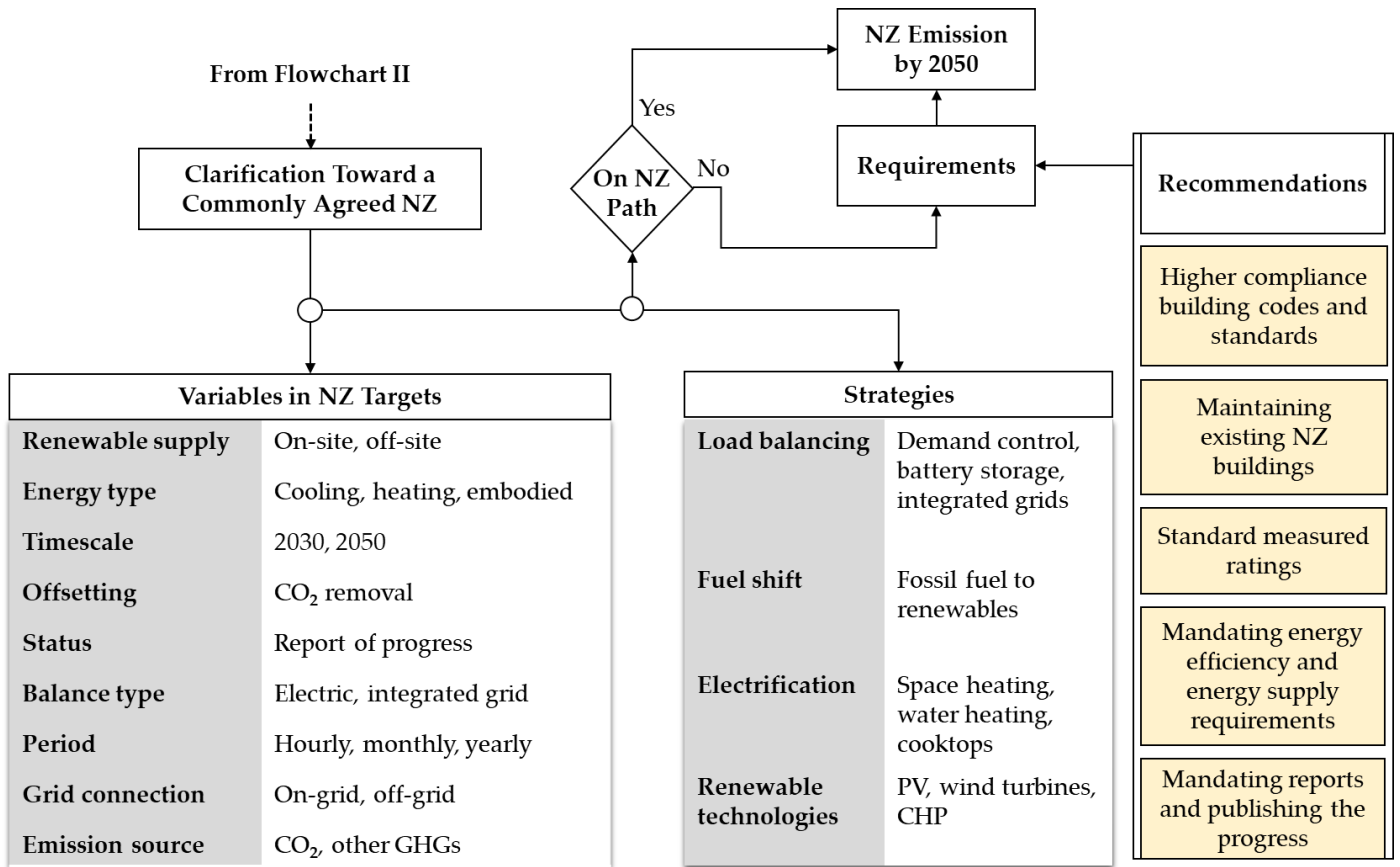 From Flowchart II
Clarification Toward a
Commonly Agreed NZ
On NZ
Path
Yes
No
NZ Emission
by 2050
Requirements
Recommendations
Higher compliance
building codes and
standards
Maintaining
existing NZ
buildings
Standard measured
ratings
Mandating energy
efficiency and
energy supply
requirements
Mandating reports
and publishing the
progress
Variables in NZ Targets
Renewable supply On-site, off-site
Energy type Cooling, heating, embodied
Timescale 2030, 2050
Offsetting CO₂ removal
Status Report of progress
Balance type Electric, integrated grid
Period Hourly, monthly, yearly
Grid connection On-grid, off-grid
Emission source CO₂, other GHGs
Strategies
Load balancing Demand control,
battery storage,
integrated grids
Fuel shift Fossil fuel to
renewables
Electrification Space heating,
water heating,
cooktops
Renewable PV, wind turbines,
technologies CHP